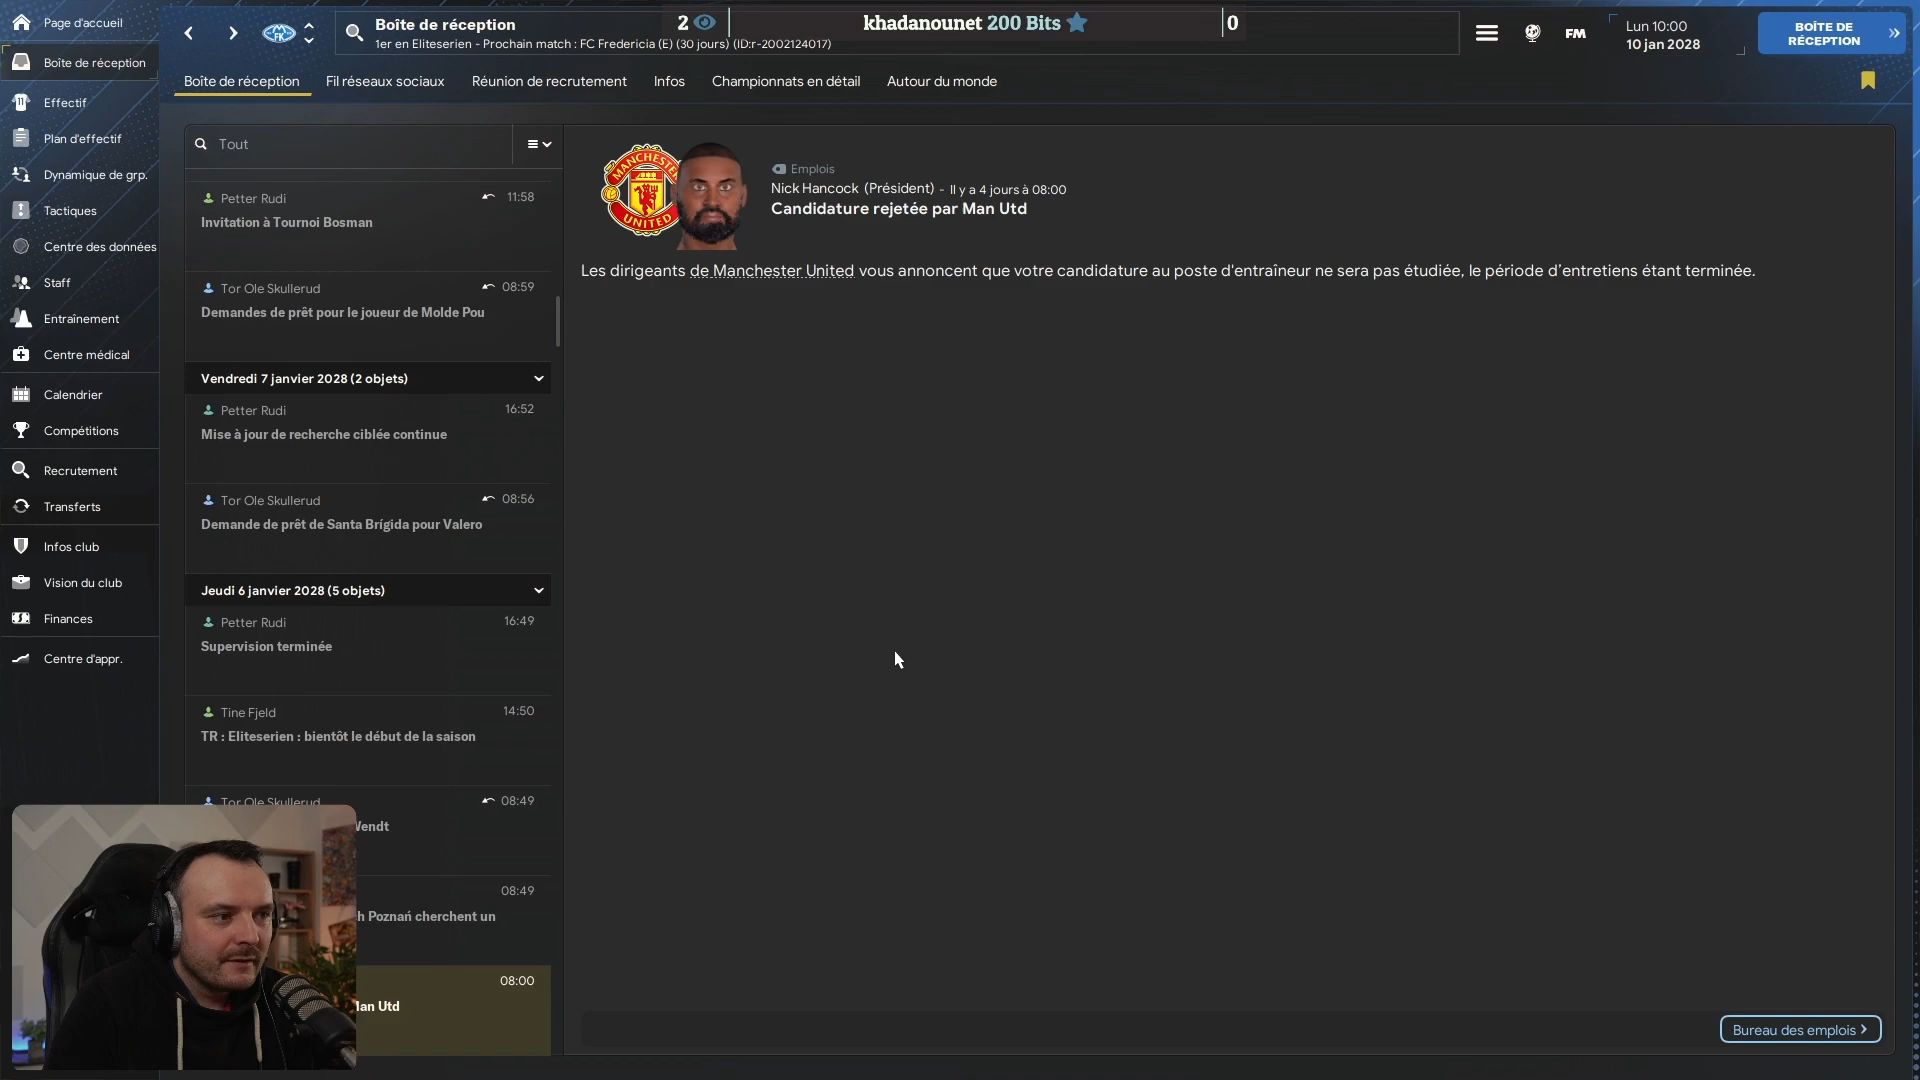 Page d'accueil
Boîte de réception
Effectif
Plan d'effectif
Dynamique de grp.
Tactiques
Centre des données
Staff
Entraînement
Centre médical
Calendrier
Compétitions
Recrutement
Transferts
Infos club
Vision du club
Finances
Centre d'appr.
Boîte de réception
1er en Eliteserien - Prochain match : FC Fredericia (E) (30 jours) (ID:r-2002124017)
2
khadanounet 200 Bits
0
FM
Lun 10:00
10 jan 2028
BOÎTE DE
RÉCEPTION
Boîte de réception
Fil réseaux sociaux
Réunion de recrutement
Infos
Championnats en détail
Autour du monde
Tout
Petter Rudi 11:58
Invitation à Tournoi Bosman
Tor Ole Skullerud 08:59
Demandes de prêt pour le joueur de Molde Pou
Vendredi 7 janvier 2028 (2 objets)
Petter Rudi 16:52
Mise à jour de recherche ciblée continue
Tor Ole Skullerud 08:56
Demande de prêt de Santa Brígida pour Valero
Jeudi 6 janvier 2028 (5 objets)
Petter Rudi 16:49
Supervision terminée
Tine Fjeld 14:50
TR : Eliteserien : bientôt le début de la saison
Tor Ole Skullerud 08:49
Wendt
08:49
h Poznań cherchent un
08:00
Man Utd
MANCHESTER
UNITED
Emplois
Nick Hancock (Président) - Il y a 4 jours à 08:00
Candidature rejetée par Man Utd
Les dirigeants de Manchester United vous annoncent que votre candidature au poste d'entraîneur ne sera pas étudiée, le période d’entretiens étant terminée.
Bureau des emplois